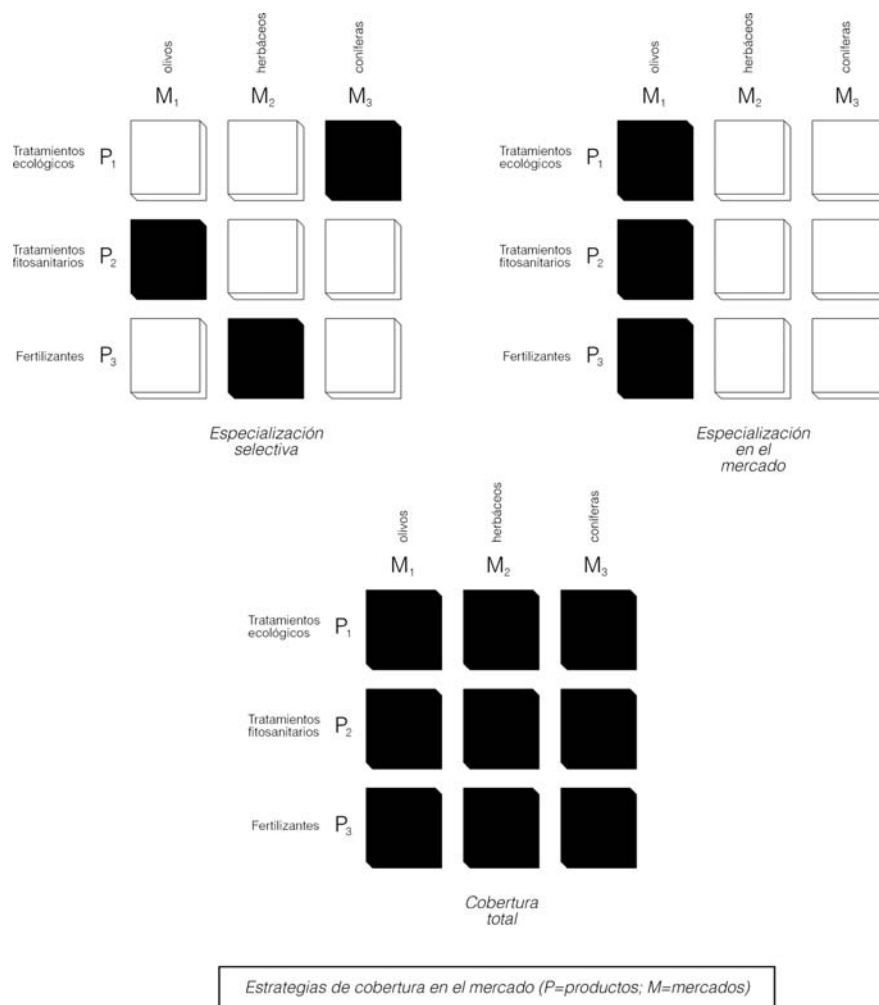 olivos
herbáceos
coníferas
M₁
M₂
M₃
Tratamientos
ecológicos
P₁
Tratamientos
fitosanitarios
P₂
Fertilizantes
P₃
Especialización
selectiva
olivos
herbáceos
coníferas
M₁
M₂
M₃
Tratamientos
ecológicos
P₁
Tratamientos
fitosanitarios
P₂
Fertilizantes
P₃
Especialización
en el
mercado
olivos
herbáceos
coníferas
M₁
M₂
M₃
Tratamientos
ecológicos
P₁
Tratamientos
fitosanitarios
P₂
Fertilizantes
P₃
Cobertura
total
Estrategias de cobertura en el mercado (P=productos; M=mercados)